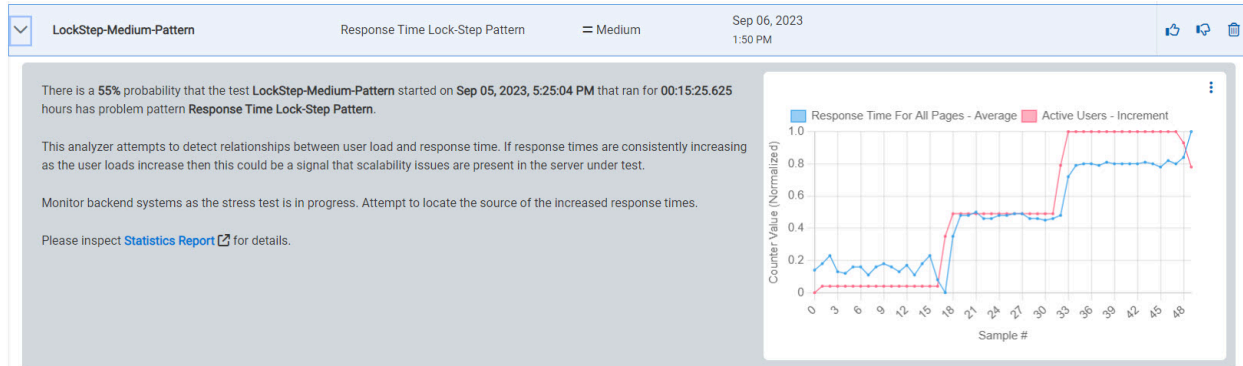 LockStep-Medium-Pattern Response Time Lock-Step Pattern = Medium Sep 06, 2023
1:50 PM
There is a 55% probability that the test LockStep-Medium-Pattern started on Sep 05, 2023, 5:25:04 PM that ran for 00:15:25.625
hours has problem pattern Response Time Lock-Step Pattern.
This analyzer attempts to detect relationships between user load and response time. If response times are consistently increasing
as the user loads increase then this could be a signal that scalability issues are present in the server under test.
Monitor backend systems as the stress test is in progress. Attempt to locate the source of the increased response times.
Please inspect Statistics Report for details.
Response Time For All Pages - Average Active Users - Increment
Counter Value (Normalized)
1.0
0.8
0.6
0.4
0.2
0
0 3 6 9 12 15 18 21 24 27 30 33 36 39 42 45 48
Sample #